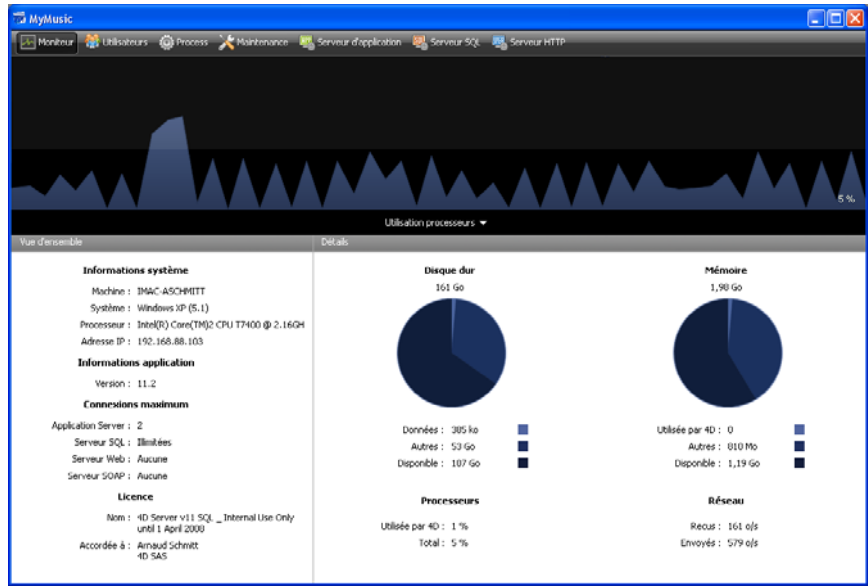 MyMusic
Moniteur Utilisateurs Process Maintenance Serveur d'application Serveur SQL Serveur HTTP
5 %
Utilisation processeurs
Vue d'ensemble
Détails
Informations système
Machine : IMAC-ASCHMITT
Système : Windows XP (5.1)
Processeur : Intel(R) Core(TM)2 CPU T7400 @ 2.16GH
Adresse IP : 192.168.88.103
Informations application
Version : 11.2
Connexions maximum
Application Server : 2
Serveur SQL : Illimitées
Serveur Web : Aucune
Serveur SOAP : Aucune
Licence
Nom : 4D Server v11 SQL _ Internal Use Only
until 1 April 2008
Accordée à : Arnaud Schmitt
4D SAS
Disque dur
161 Go
Données : 385 ko
Autres : 53 Go
Disponible : 107 Go
Mémoire
1,98 Go
Utilisée par 4D : 0
Autres : 810 Mo
Disponible : 1,19 Go
Processeurs
Utilisée par 4D : 1 %
Total : 5 %
Réseau
Recus : 161 o/s
Envoyés : 579 o/s